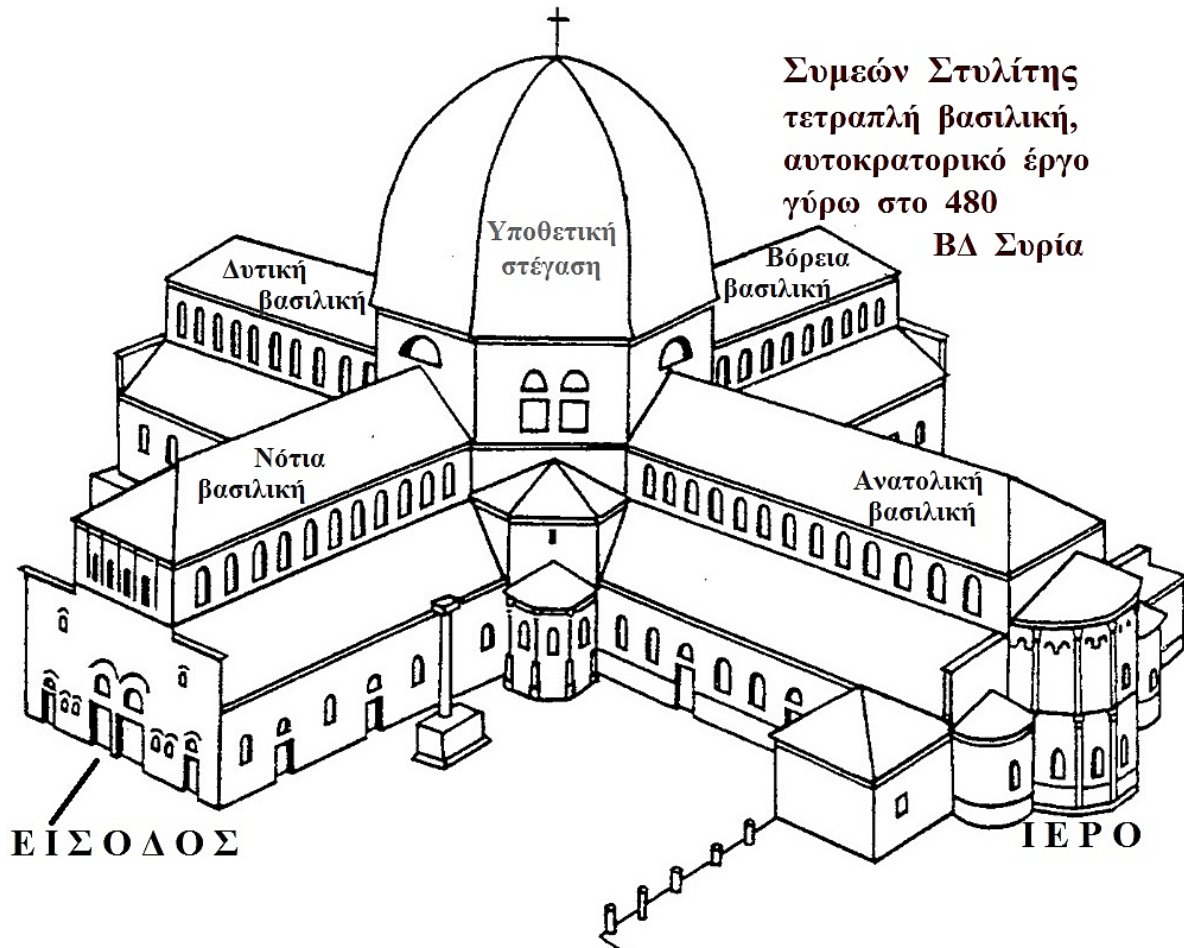 Συμεών Στυλίτης
τετραπλή βασιλική,
αυτοκρατορικό έργο
γύρω στο 480
ΒΔ Συρία
Υποθετική
στέγαση
Δυτική
βασιλική
Βόρεια
βασιλική
Νότια
βασιλική
Ανατολική
βασιλική
ΕΙΣΟΔΟΣ
ΙΕΡΟ